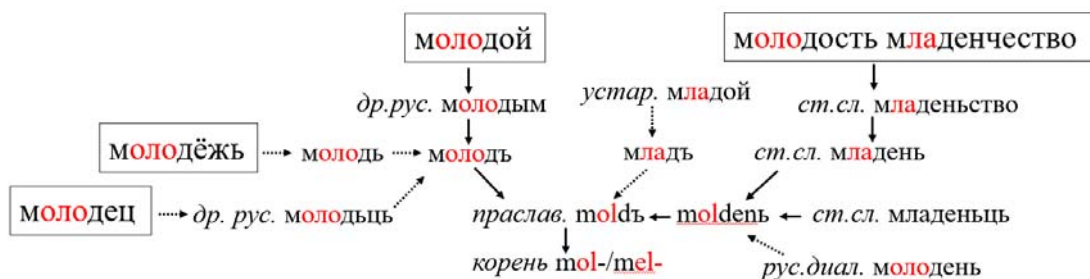 молодой
молодость младенчество
др.рус. молодым
устар. младой
ст.сл. младеньство
молодёжь
молодь
молодъ
младъ
ст.сл. младень
молодец
др. рус. молодьць
праслав. moldъ
moldenь
ст.сл. младеньць
корень mol-/mel-
рус.диал. молодень